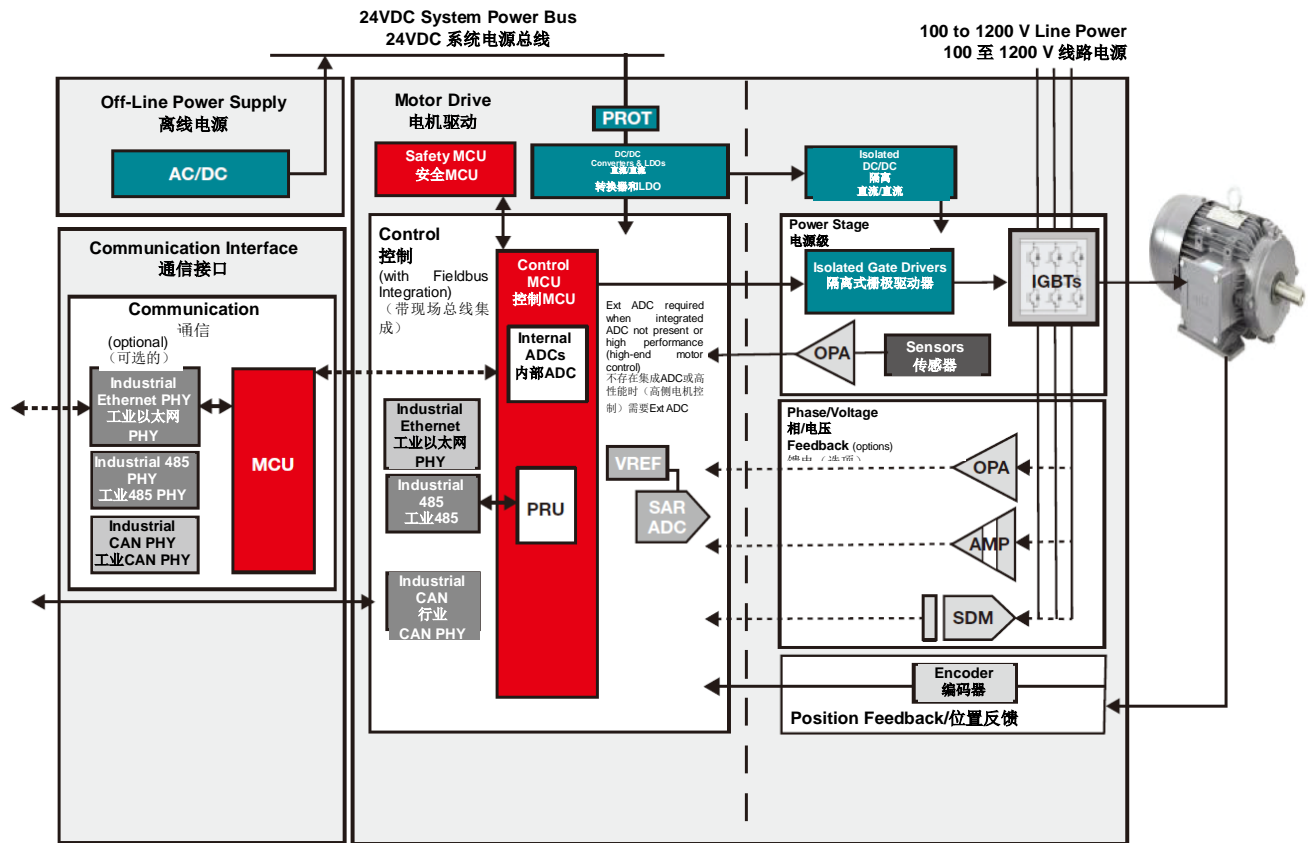 24VDC System Power Bus
24VDC 系统电源总线
100 to 1200 V Line Power
100 至 1200 V 线路电源
Off-Line Power Supply
离线电源
AC/DC
Motor Drive
电机驱动
PROT
Safety MCU
安全MCU
DC/DC
Converters & LDOs
直流/直流
转换器和LDO
Isolated
DC/DC
隔离
直流/直流
Communication Interface
通信接口
Communication
通信
(optional)
（可选的）
Industrial
Ethernet PHY
工业以太网
PHY
Industrial 485
PHY
工业485 PHY
Industrial
CAN PHY
工业CAN PHY
MCU
Control
控制
(with Fieldbus
Integration)
（带现场总线集
成）
Control
MCU
控制MCU
Internal
ADCs
内部ADC
PRU
Industrial
Ethernet
工业以太网
PHY
Industrial
485
工业485
Industrial
CAN
行业
CAN PHY
Ext ADC required
when integrated
ADC not present or
high performance
(high-end motor
control)
不存在集成ADC或高
性能时（高侧电机控
制）需要Ext ADC
VREF
SAR
ADC
Power Stage
电源级
Isolated Gate Drivers
隔离式栅极驱动器
IGBTs
OPA
Sensors
传感器
Phase/Voltage
相/电压
Feedback (options)
OPA
AMP
SDM
Encoder
编码器
Position Feedback/位置反馈